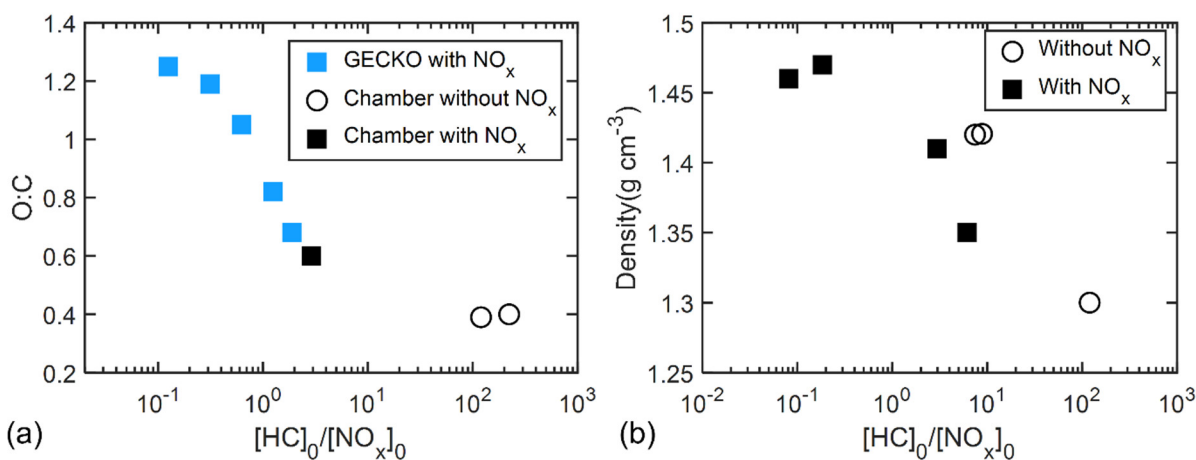 1.4
1.2
1
0.8
0.6
0.4
0.2
O:C
GECKO with NOx
Chamber without NOx
Chamber with NOx
10-1
100
101
102
103
(a)
[HC]0/[NOx]0
1.5
1.45
1.4
1.35
1.3
1.25
Density(g cm-3)
Without NOx
With NOx
10-2
10-1
100
101
102
103
(b)
[HC]0/[NOx]0